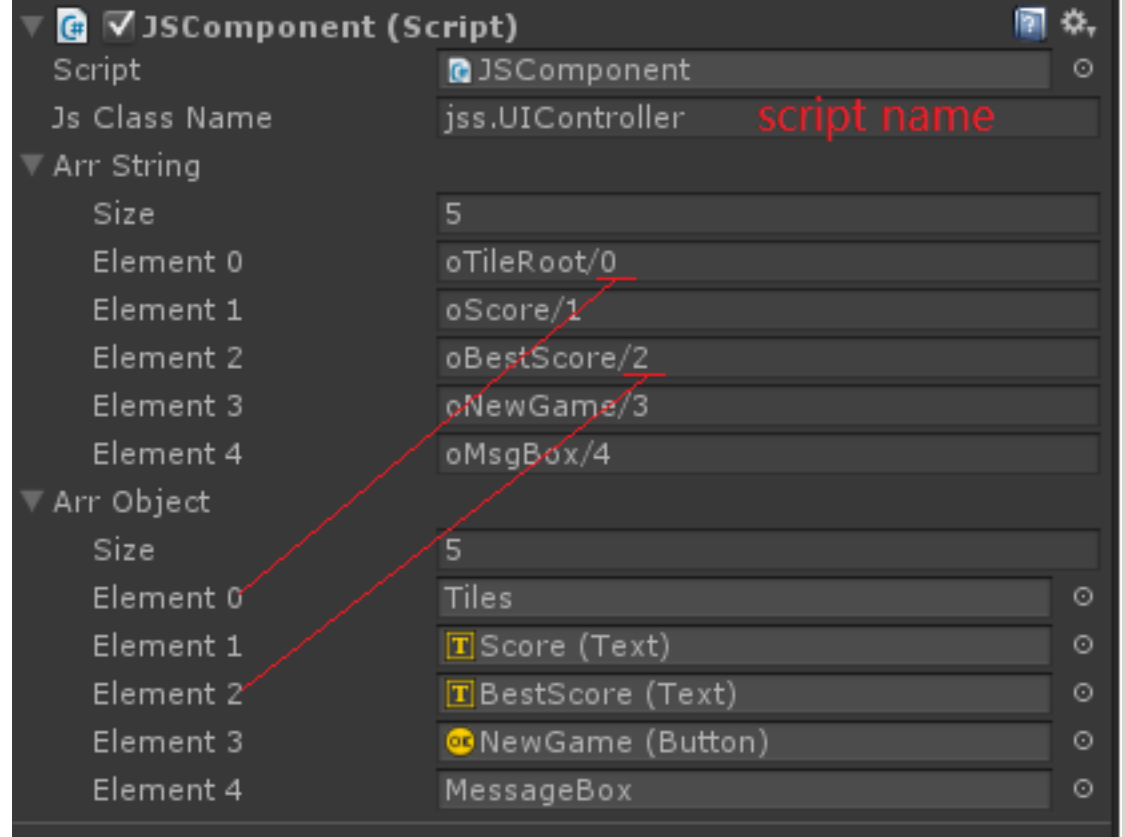 JSComponent (Script)
Script JSComponent
Js Class Name jss.UIController script name
Arr String
Size 5
Element 0 oTileRoot/0
Element 1 oScore/1
Element 2 oBestScore/2
Element 3 oNewGame/3
Element 4 oMsgBox/4
Arr Object
Size 5
Element 0 Tiles
Element 1 T Score (Text)
Element 2 T BestScore (Text)
Element 3 OK NewGame (Button)
Element 4 MessageBox